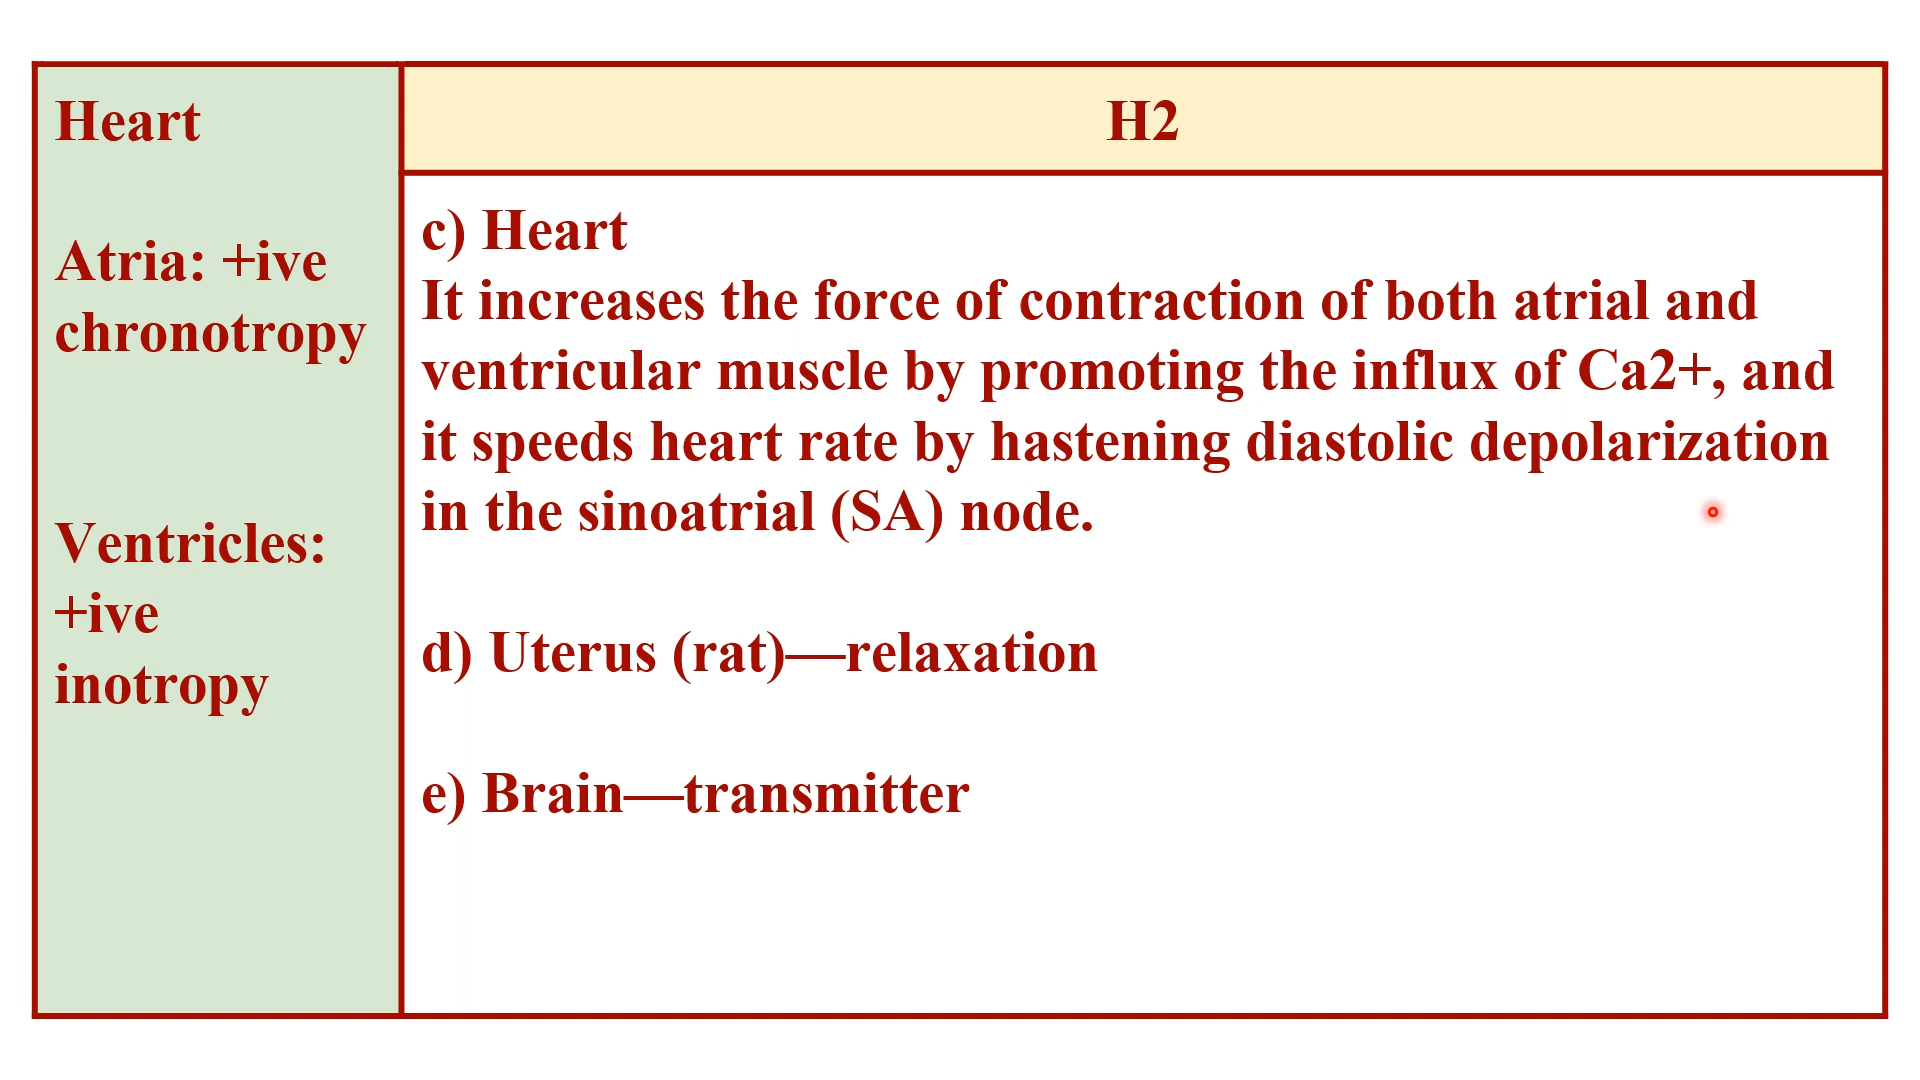 Heart
Atria: +ive
chronotropy
Ventricles:
+ive
inotropy
H2
c) Heart
It increases the force of contraction of both atrial and
ventricular muscle by promoting the influx of Ca2+, and
it speeds heart rate by hastening diastolic depolarization
in the sinoatrial (SA) node.
d) Uterus (rat)—relaxation
e) Brain—transmitter